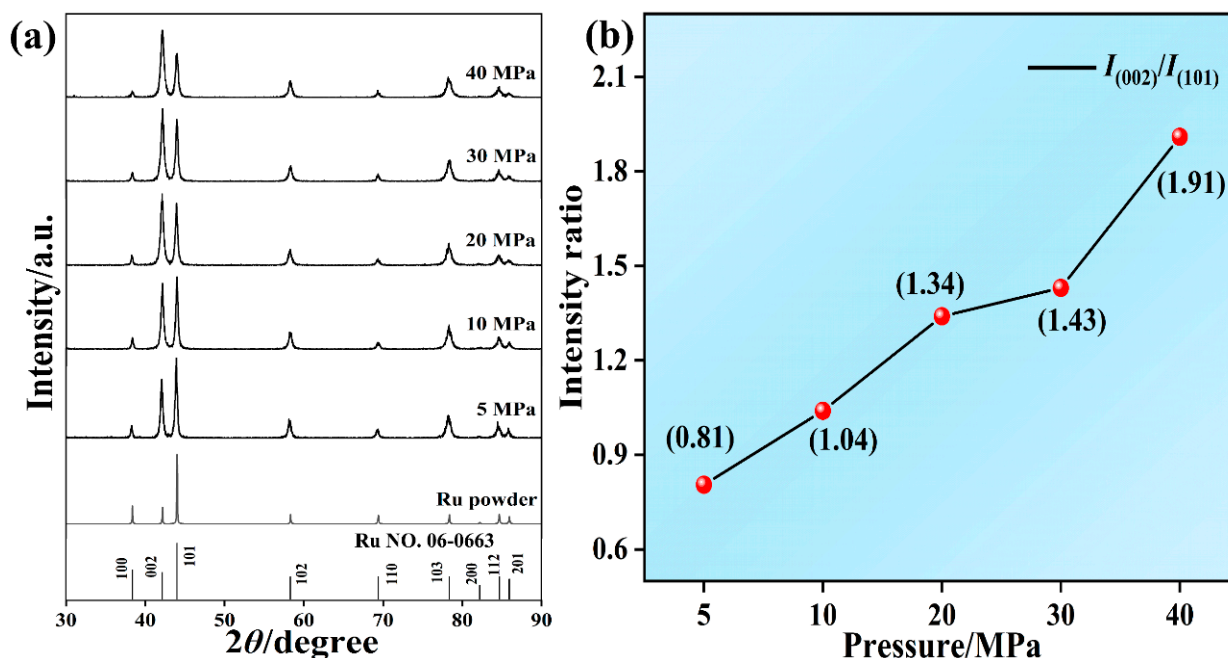 (a)
40 MPa
30 MPa
20 MPa
10 MPa
5 MPa
Ru powder
Ru NO. 06-0663
100
002
101
102
110
103
200
112
201
30 40 50 60 70 80 90
2θ/degree
Intensity/a.u.
(b)
I(002)/I(101)
2.1
1.8
1.5
1.2
0.9
0.6
Intensity ratio
(0.81)
(1.04)
(1.34)
(1.43)
(1.91)
5 10 20 30 40
Pressure/MPa